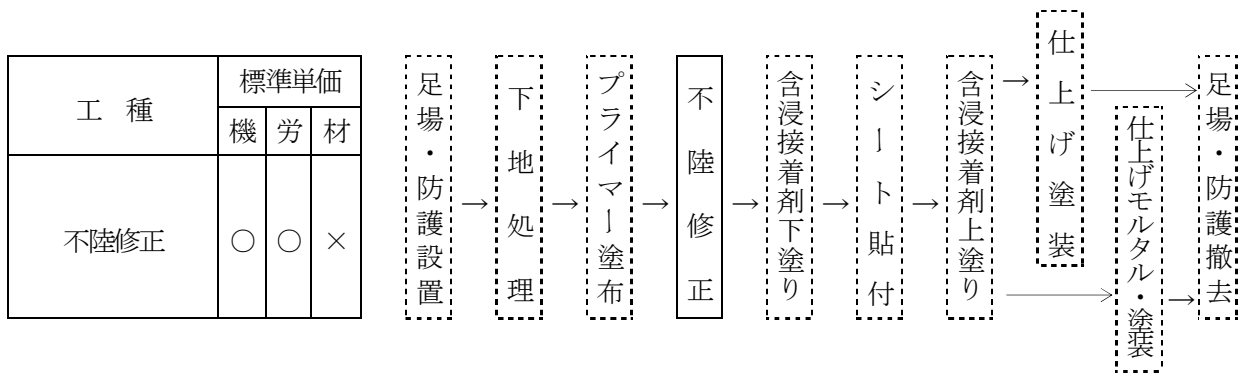 工種 標準単価
機 労 材
不陸修正 ○ ○ ×
足場・防護設置
→
下地処理
→
プライマー塗布
→
不陸修正
→
含浸接着剤下塗り
→
シート貼付
→
含浸接着剤上塗り
→
仕上げ塗装
→
仕上げモルタル・塗装
→
足場・防護撤去